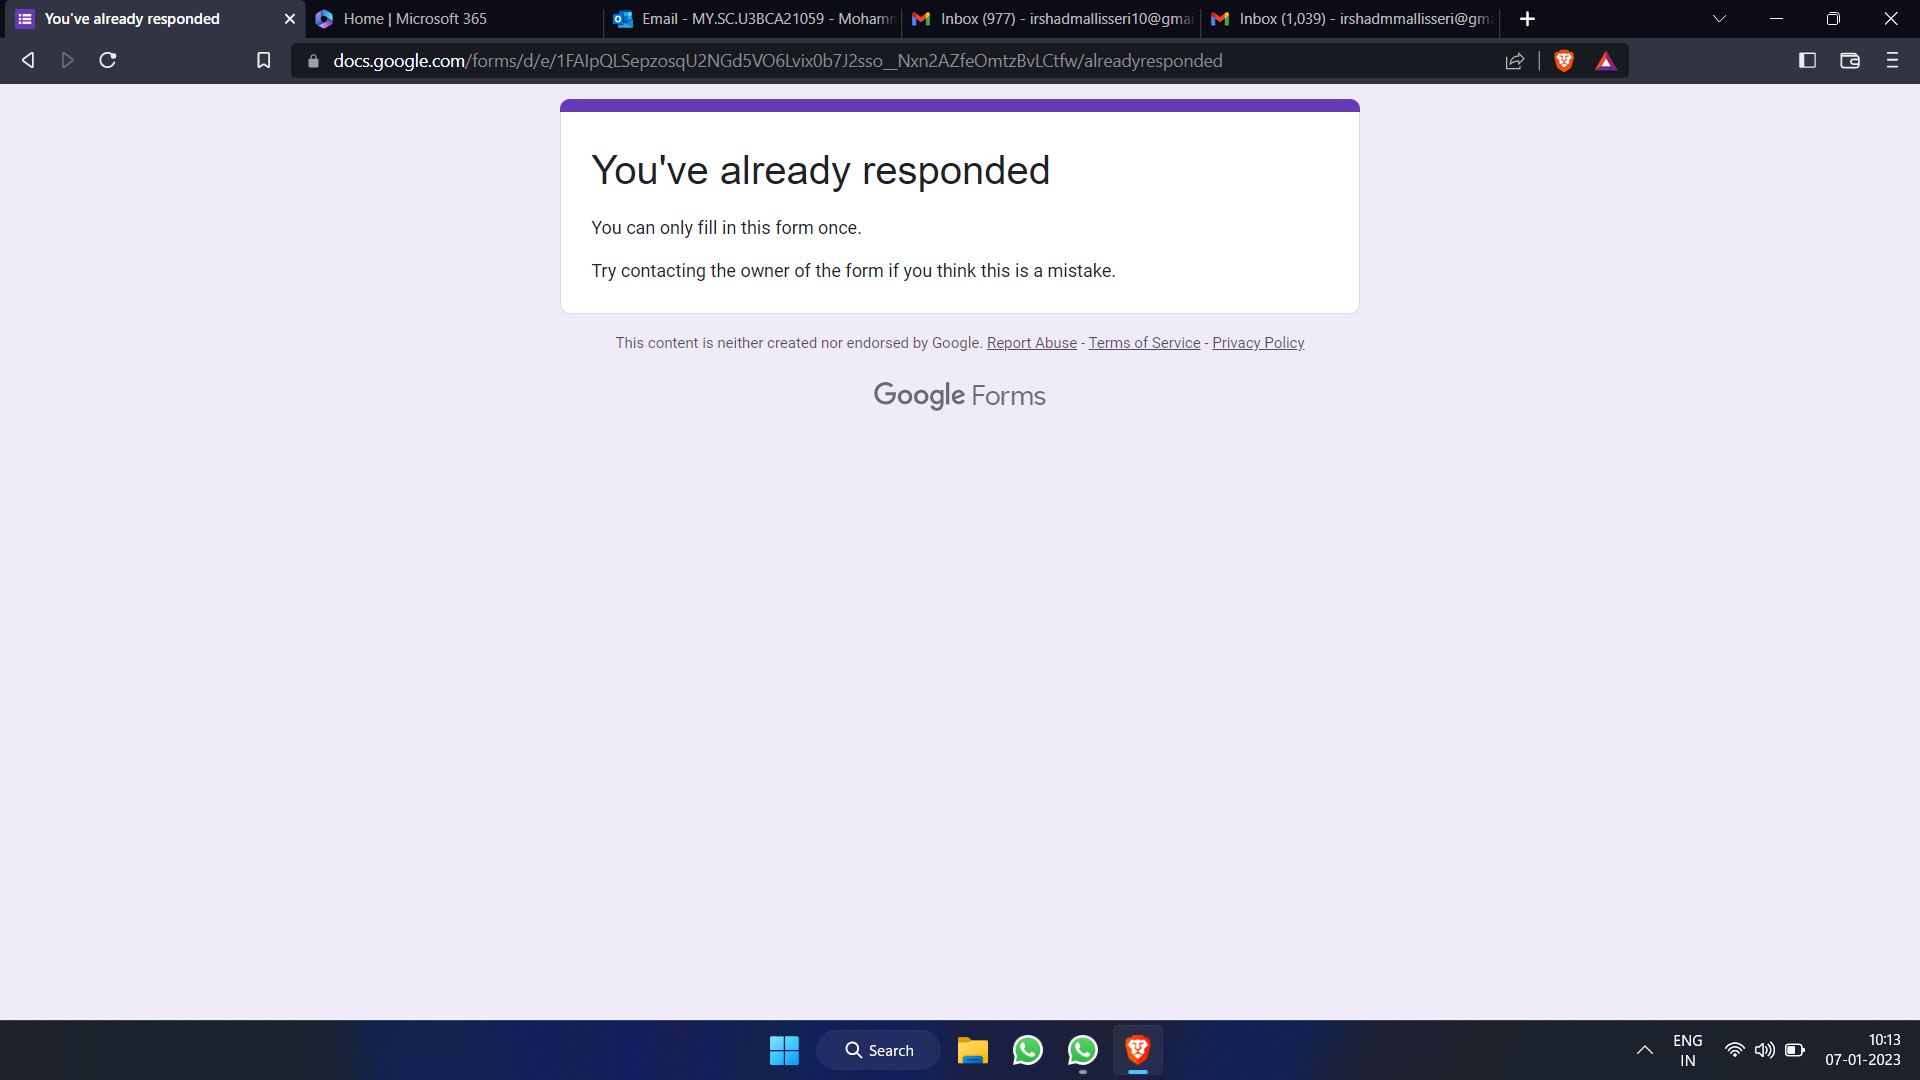 You've already responded
Home | Microsoft 365
Email - MY.SC.U3BCA21059 - Mohamm
Inbox (977) - irshadmallisseri10@gmai
Inbox (1,039) - irshadmmallisseri@gma
docs.google.com/forms/d/e/1FAIpQLSepzosqU2NGd5VO6Lvix0b7J2sso__Nxn2AZfeOmtzBvLCtfw/alreadyresponded
You've already responded
You can only fill in this form once.
Try contacting the owner of the form if you think this is a mistake.
This content is neither created nor endorsed by Google. Report Abuse - Terms of Service - Privacy Policy
Google Forms
Search
ENG
IN
10:13
07-01-2023